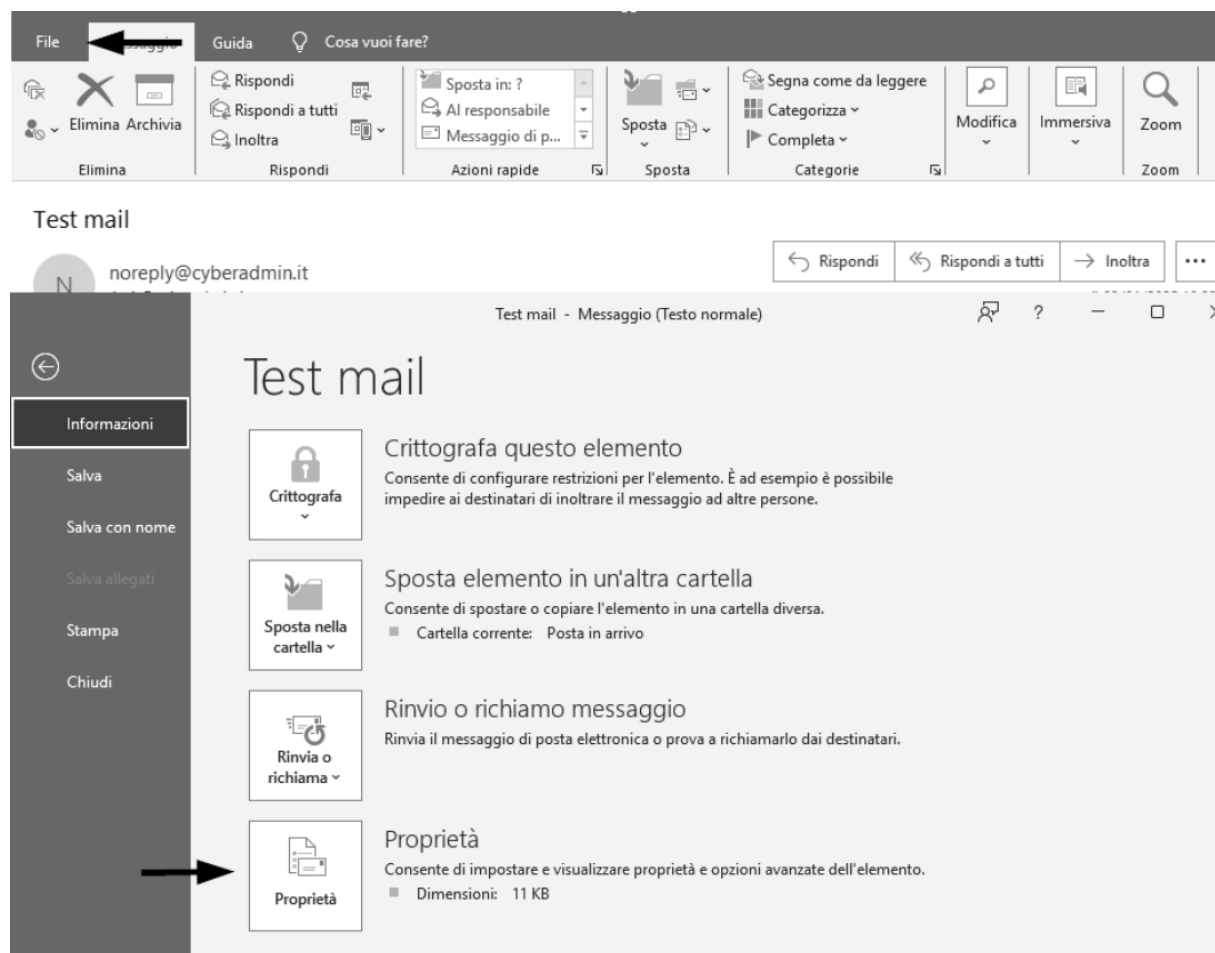 File Guida Cosa vuoi fare?
Elimina Archivia
Rispondi
Rispondi a tutti
Inoltra
Sposta in: ?
Al responsabile
Messaggio di p...
Sposta
Segna come da leggere
Categorizza
Completa
Modifica
Immersiva
Zoom
Elimina Rispondi Azioni rapide Sposta Categorie Zoom
Test mail
N
noreply@cyberadmin.it
Rispondi Rispondi a tutti Inoltra
Test mail - Messaggio (Testo normale) ?
Test mail
Informazioni
Salva
Salva con nome
Salva allegati
Stampa
Chiudi
Crittografa
Crittografa questo elemento
Consente di configurare restrizioni per l'elemento. È ad esempio è possibile
impedire ai destinatari di inoltrare il messaggio ad altre persone.
Sposta nella
cartella
Sposta elemento in un'altra cartella
Consente di spostare o copiare l'elemento in una cartella diversa.
Cartella corrente: Posta in arrivo
Rinvia o
richiama
Rinvio o richiamo messaggio
Rinvia il messaggio di posta elettronica o prova a richiamarlo dai destinatari.
Proprietà
Proprietà
Consente di impostare e visualizzare proprietà e opzioni avanzate dell'elemento.
Dimensioni: 11 KB